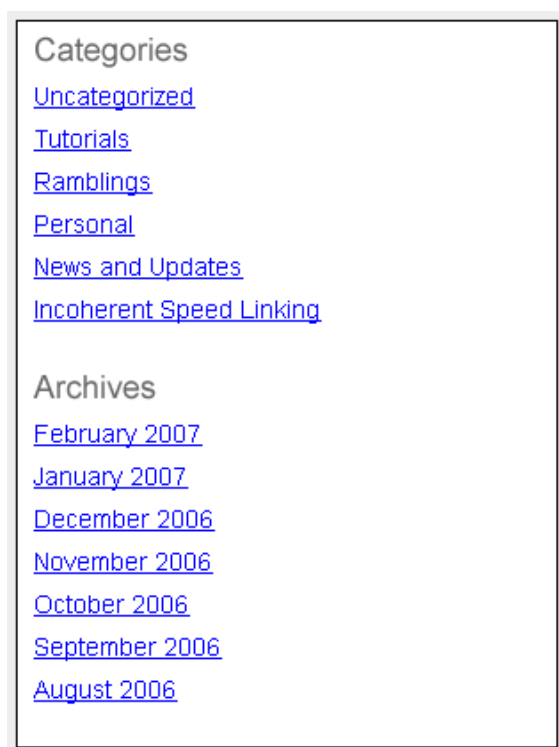 Categories
Uncategorized
Tutorials
Ramblings
Personal
News and Updates
Incoherent Speed Linking
Archives
February 2007
January 2007
December 2006
November 2006
October 2006
September 2006
August 2006